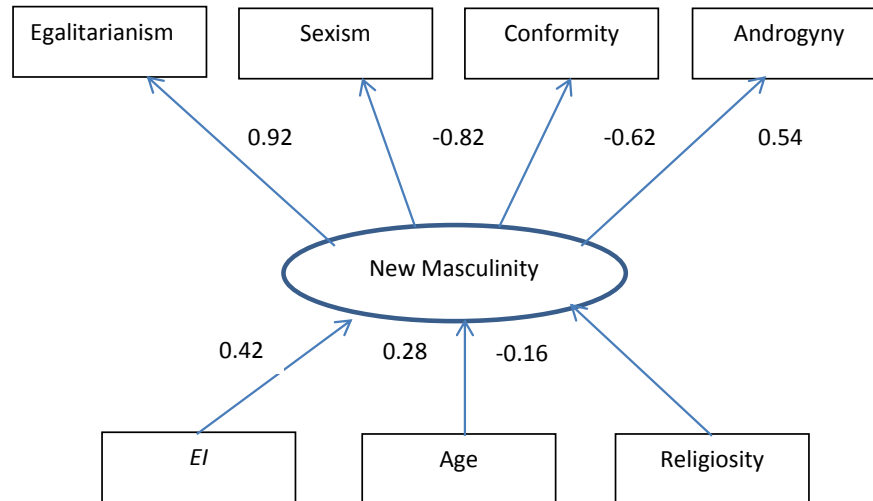 Egalitarianism
Sexism
Conformity
Androgyny
0.92
-0.82
-0.62
0.54
New Masculinity
0.42
0.28
-0.16
EI
Age
Religiosity